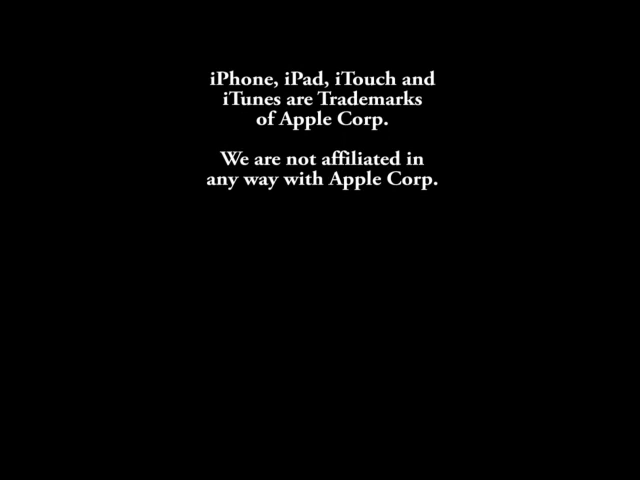 iPhone, iPad, iTouch and
iTunes are Trademarks
of Apple Corp.
We are not affiliated in
any way with Apple Corp.